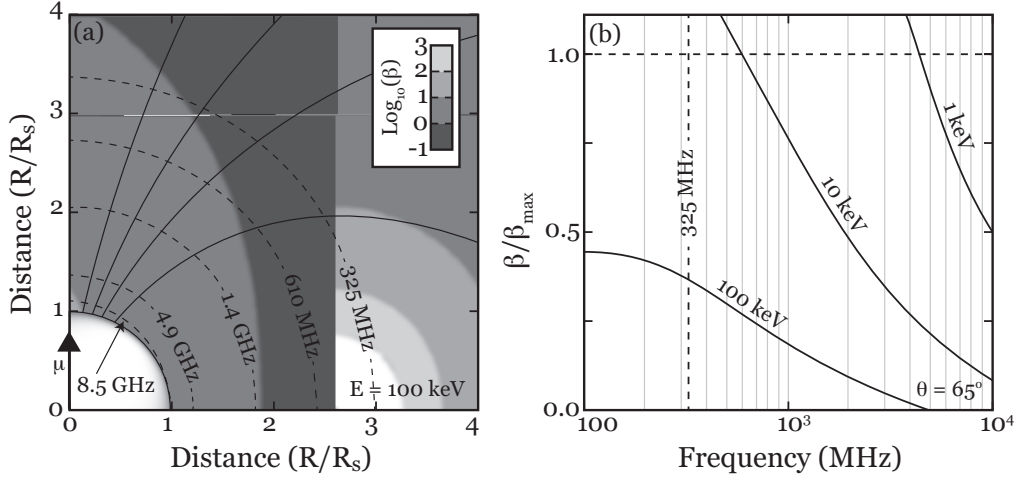 (a)
4
3
2
1
0
0
1
2
3
4
Distance (R/Rs)
Distance (R/Rs)
Log₁₀(β)
3
2
1
0
-1
μ
8.5 GHz
4.9 GHz
1.4 GHz
610 MHz
325 MHz
E = 100 keV
(b)
1.0
0.5
0.0
β/βmax
325 MHz
1 keV
10 keV
100 keV
θ = 65°
100
10³
10⁴
Frequency (MHz)